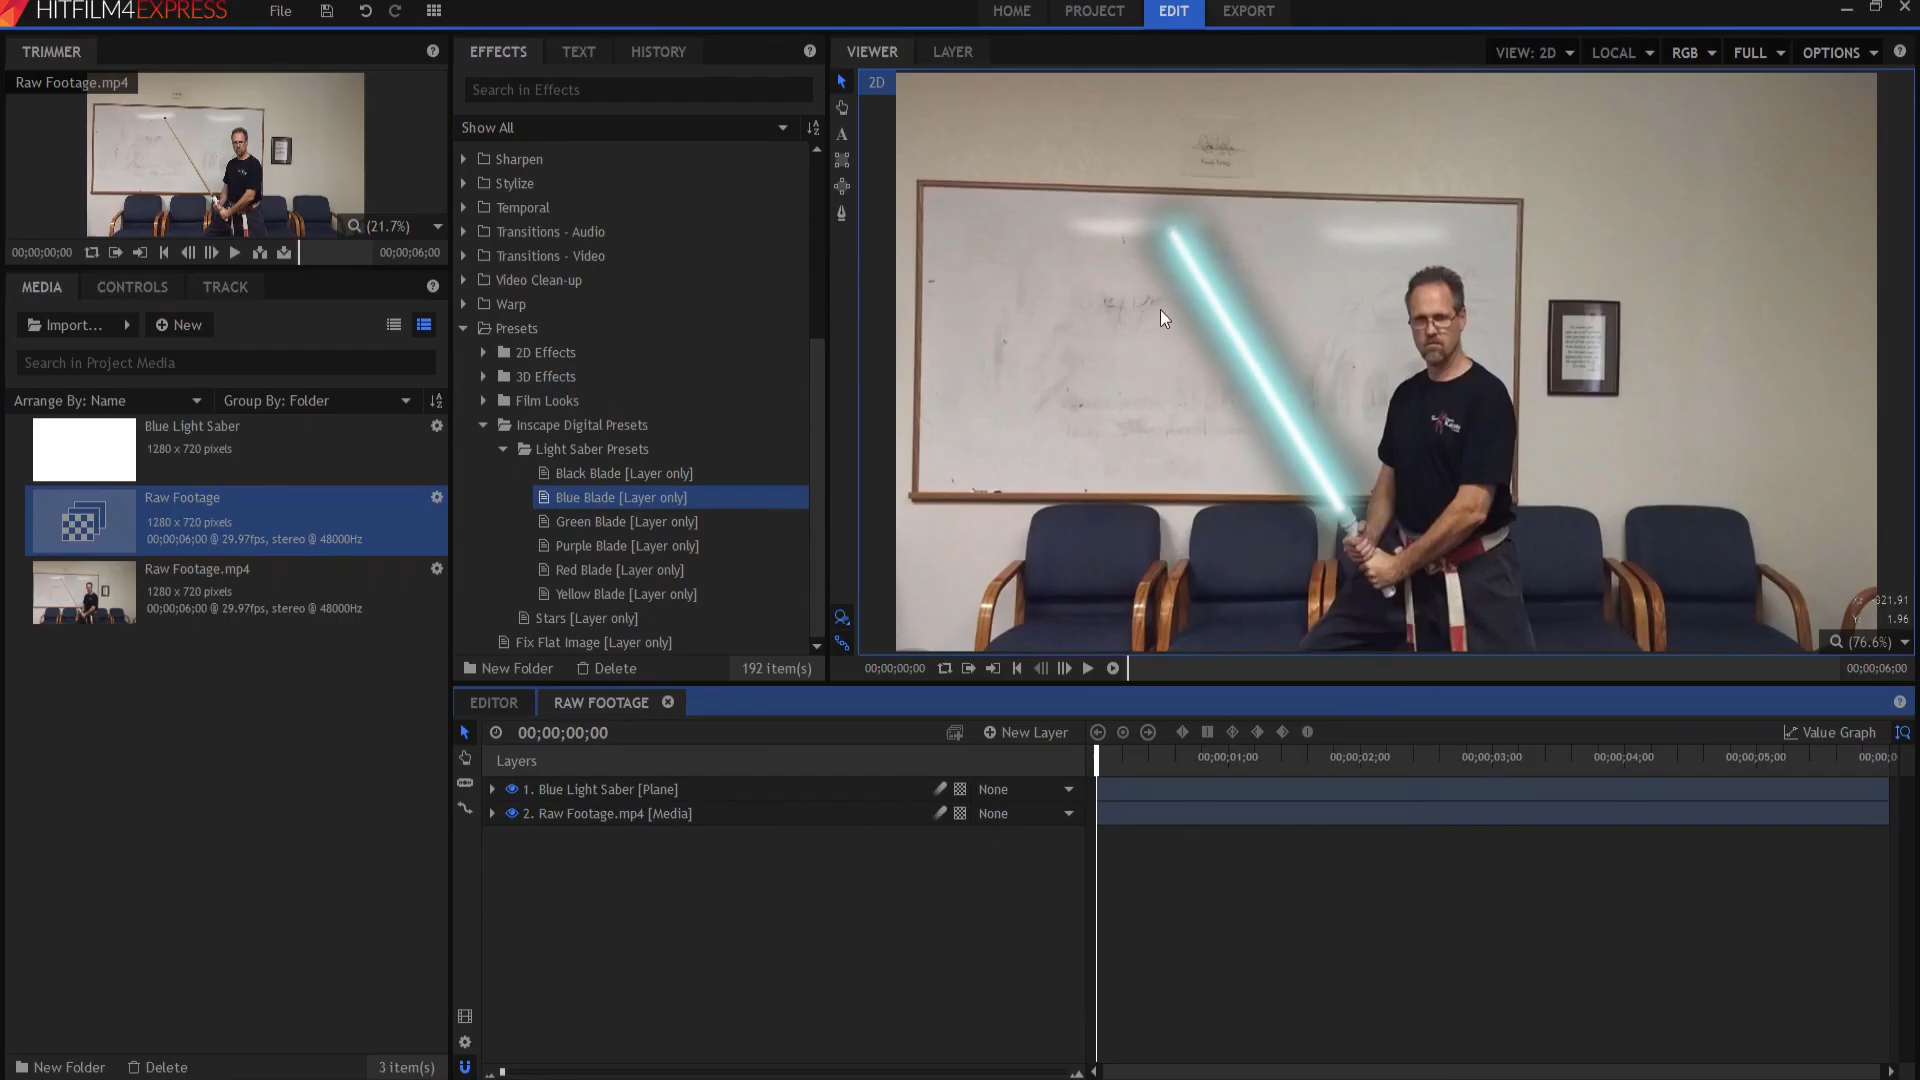 HITFILM4EXPRESS
File
HOME
PROJECT
EDIT
EXPORT
TRIMMER
Raw Footage.mp4
(21.7%)
00;00;00;00
00;00;06;00
MEDIA
CONTROLS
TRACK
Import...
New
Search in Project Media
Arrange By: Name
Group By: Folder
Blue Light Saber
1280 x 720 pixels
Raw Footage
1280 x 720 pixels
00;00;06;00 @ 29.97fps, stereo @ 48000Hz
Raw Footage.mp4
1280 x 720 pixels
00;00;06;00 @ 29.97fps, stereo @ 48000Hz
New Folder
Delete
3 item(s)
EFFECTS
TEXT
HISTORY
Search in Effects
Show All
Sharpen
Stylize
Temporal
Transitions - Audio
Transitions - Video
Video Clean-up
Warp
Presets
2D Effects
3D Effects
Film Looks
Inscape Digital Presets
Light Saber Presets
Black Blade [Layer only]
Blue Blade [Layer only]
Green Blade [Layer only]
Purple Blade [Layer only]
Red Blade [Layer only]
Yellow Blade [Layer only]
Stars [Layer only]
Fix Flat Image [Layer only]
New Folder
Delete
192 item(s)
VIEWER
LAYER
VIEW: 2D
LOCAL
RGB
FULL
OPTIONS
2D
X: -821.91
Y: 1.96
(76.6%)
00;00;00;00
00;00;06;00
EDITOR
RAW FOOTAGE
00;00;00;00
New Layer
Value Graph
Layers
00;00;01;00
00;00;02;00
00;00;03;00
00;00;04;00
00;00;05;00
00;00;0
1. Blue Light Saber [Plane]
None
2. Raw Footage.mp4 [Media]
None